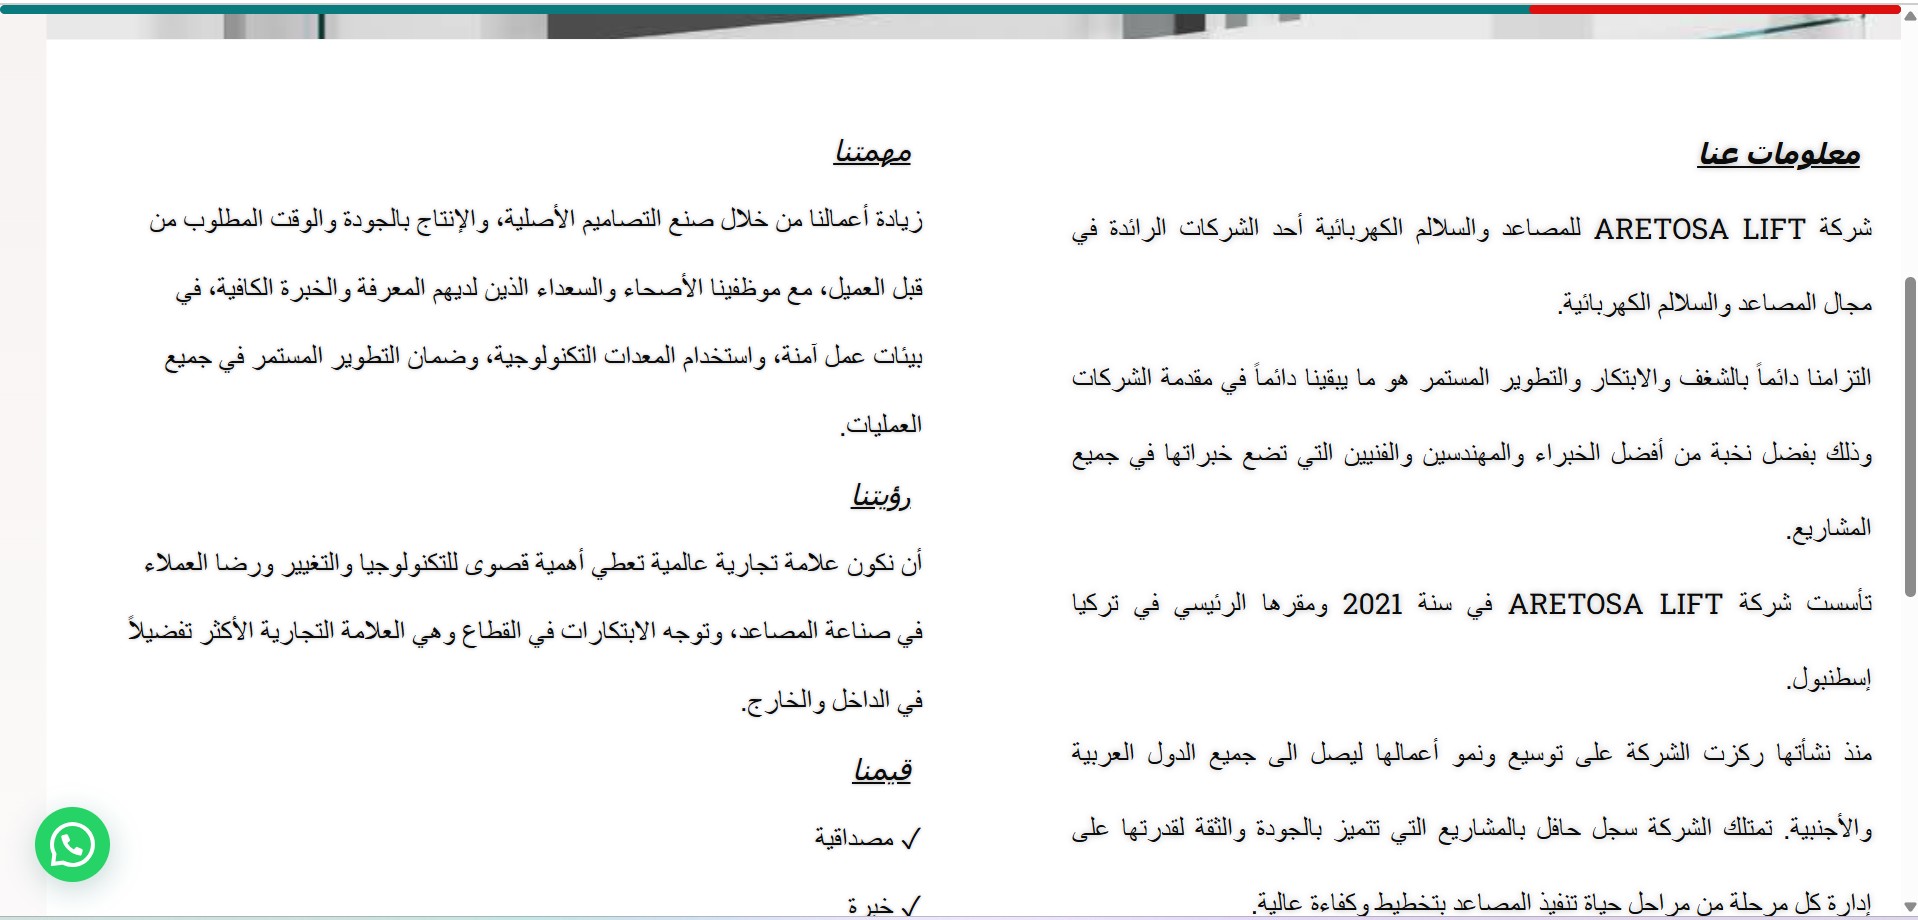 معلومات عنا
شركة ARETOSA LIFT للمصاعد والسلالم الكهربائية أحد الشركات الرائدة في
مجال المصاعد والسلالم الكهربائية.
التزامنا دائماً بالشغف والابتكار والتطوير المستمر هو ما يبقينا دائماً في مقدمة الشركات
وذلك بفضل نخبة من أفضل الخبراء والمهندسين والفنيين التي تضع خبراتها في جميع
المشاريع.
تأسست شركة ARETOSA LIFT في سنة 2021 ومقرها الرئيسي في تركيا
إسطنبول.
منذ نشأتها ركزت الشركة على توسيع ونمو أعمالها ليصل الى جميع الدول العربية
والأجنبية. تمتلك الشركة سجل حافل بالمشاريع التي تتميز بالجودة والثقة لقدرتها على
إدارة كل مرحلة من مراحل حياة تنفيذ المصاعد بتخطيط وكفاءة عالية.
مهمتنا
زيادة أعمالنا من خلال صنع التصاميم الأصلية، والإنتاج بالجودة والوقت المطلوب من
قبل العميل، مع موظفينا الأصحاء والسعداء الذين لديهم المعرفة والخبرة الكافية، في
بيئات عمل آمنة، واستخدام المعدات التكنولوجية، وضمان التطوير المستمر في جميع
العمليات.
رؤيتنا
أن نكون علامة تجارية عالمية تعطي أهمية قصوى للتكنولوجيا والتغيير ورضا العملاء
في صناعة المصاعد، وتوجه الابتكارات في القطاع وهي العلامة التجارية الأكثر تفضيلاً
في الداخل والخارج.
قيمنا
✓ مصداقية
✓ خبرة